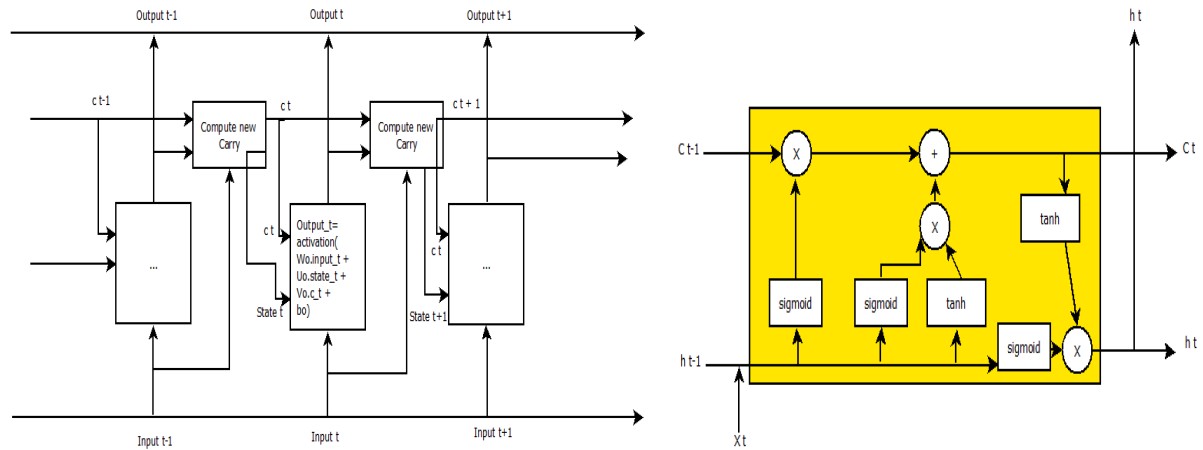 Output t-1
Output t
Output t+1
c t-1
c t
c t + 1
Compute new
Carry
Compute new
Carry
...
c t
Output_t=
activation(
Wo.input_t +
Uo.state_t +
Vo.c_t +
bo)
c t
...
State t
State t+1
Input t-1
Input t
Input t+1
h t
C t-1
X
+
C t
tanh
X
sigmoid
sigmoid
tanh
sigmoid
X
h t-1
h t
X t